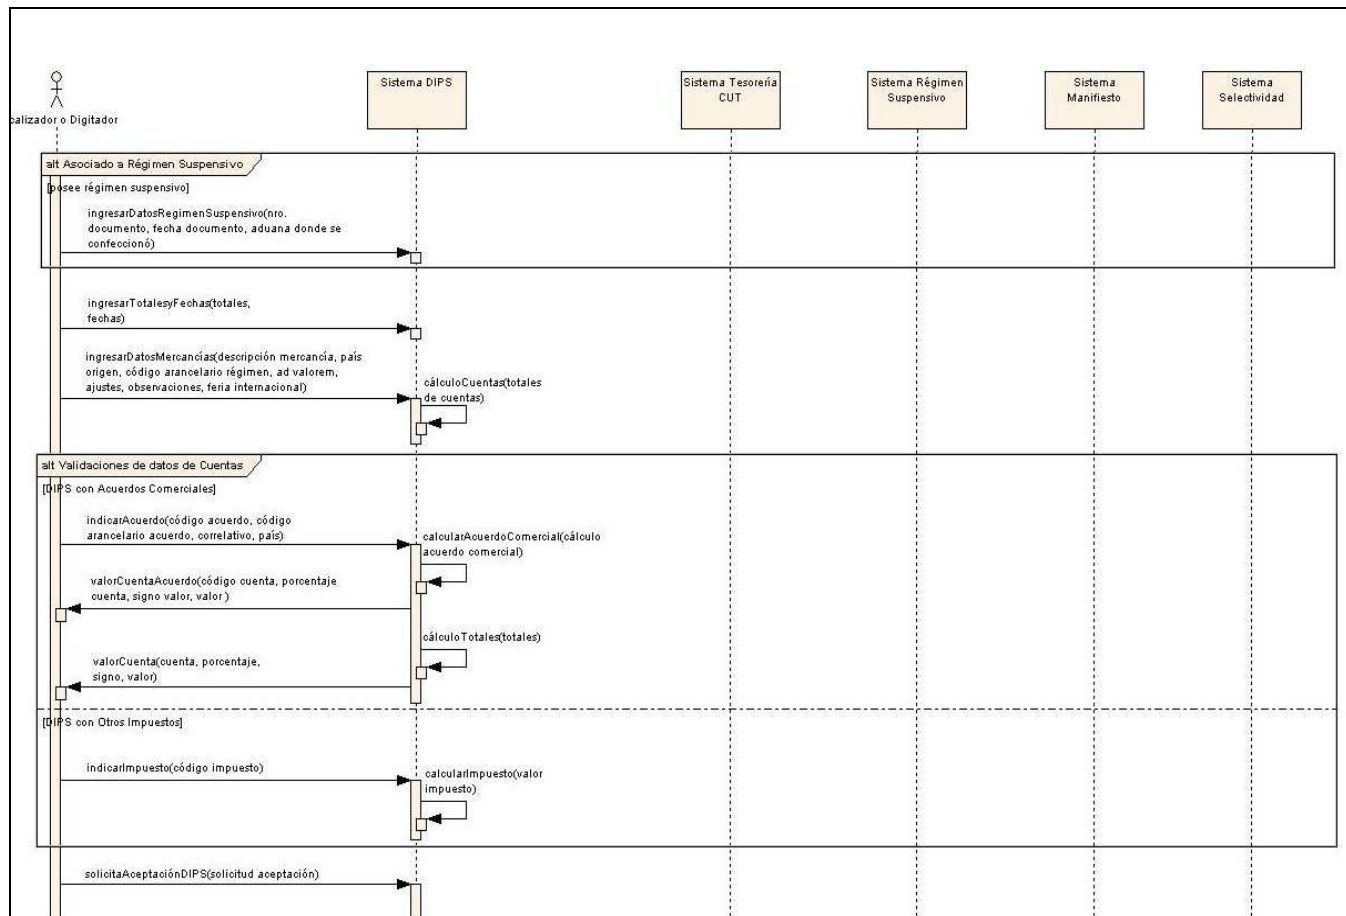 Sistema DIPS
Sistema Tesorería
CUT
Sistema Régimen
Suspensivo
Sistema
Manifiesto
Sistema
Selectividad
calizador o Digitador
alt Asociado a Régimen Suspensivo
[posee régimen suspensivo]
ingresarDatosRegimenSuspensivo(nro.
documento, fecha documento, aduana donde se
confeccionó)
ingresarTotalesyFechas(totales,
fechas)
ingresarDatosMercancías(descripción mercancía, país
origen, código arancelario régimen, ad valorem,
ajustes, observaciones, feria internacional)
cálculoCuentas(totales
de cuentas)
alt Validaciones de datos de Cuentas
[DIPS con Acuerdos Comerciales]
indicarAcuerdo(código acuerdo, código
arancelario acuerdo, correlativo, país)
calcularAcuerdoComercial(cálculo
acuerdo comercial)
valorCuentaAcuerdo(código cuenta, porcentaje
cuenta, signo valor, valor )
cálculoTotales(totales)
valorCuenta(cuenta, porcentaje,
signo, valor)
[DIPS con Otros Impuestos]
indicarImpuesto(código impuesto)
calcularImpuesto(valor
impuesto)
solicitaAceptaciónDIPS(solicitud aceptación)